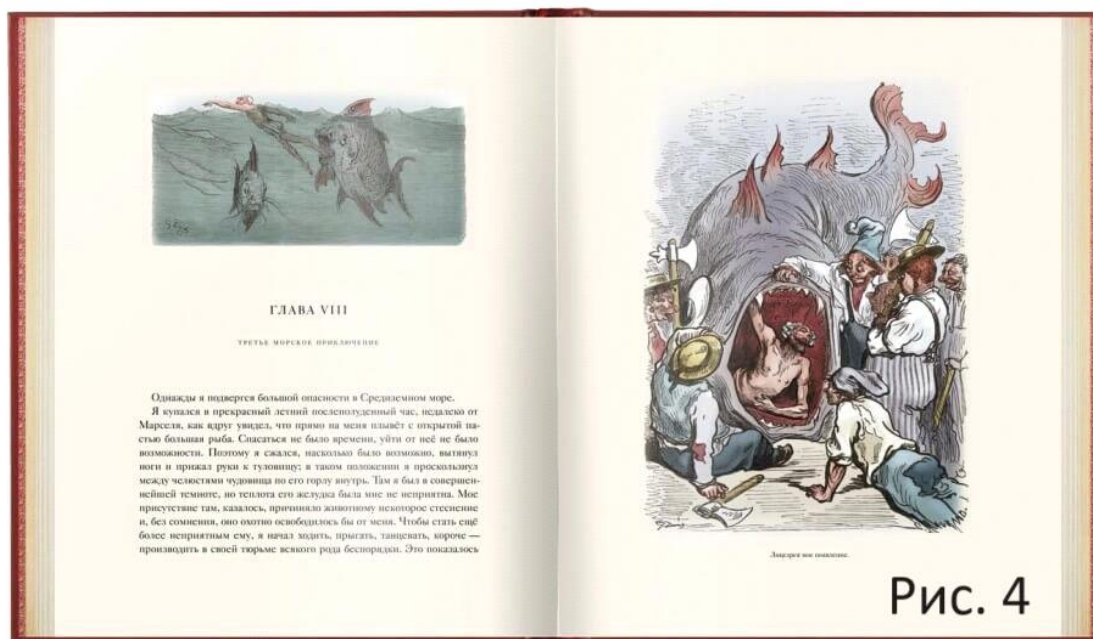 ГЛАВА VIII
ТРЕТЬЕ МОРСКОЕ ПРИКЛЮЧЕНИЕ
Однажды я подвергся большой опасности в Средиземном море.
Я купался в прекрасный летний послеполуденный час, недалеко от
Марселя, как вдруг увидел, что прямо на меня плывёт с открытой па-
стью большая рыба. Спасаться не было времени, уйти от неё не было
возможности. Поэтому я сжался, насколько было возможно, вытянул
ноги и прижал руки к туловищу; в таком положении я проскользнул
между челюстями чудовища по его горлу внутрь. Там я был в совершен-
нейшей темноте, но теплота его желудка была мне не неприятна. Мое
присутствие там, казалось, причиняло животному некоторое стеснение
и, без сомнения, оно охотно освободилось бы от меня. Чтобы стать ещё
более неприятным ему, я начал ходить, прыгать, танцевать, короче —
производить в своей тюрьме всякого рода беспорядки. Это показалось
мое появление.
Рис. 4